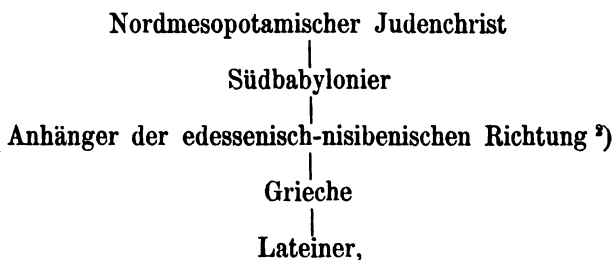 Nordmesopotamischer Judenchrist
Südbabylonier
Anhänger der edessenisch-nisibenischen Richtung ²)
Grieche
Lateiner,